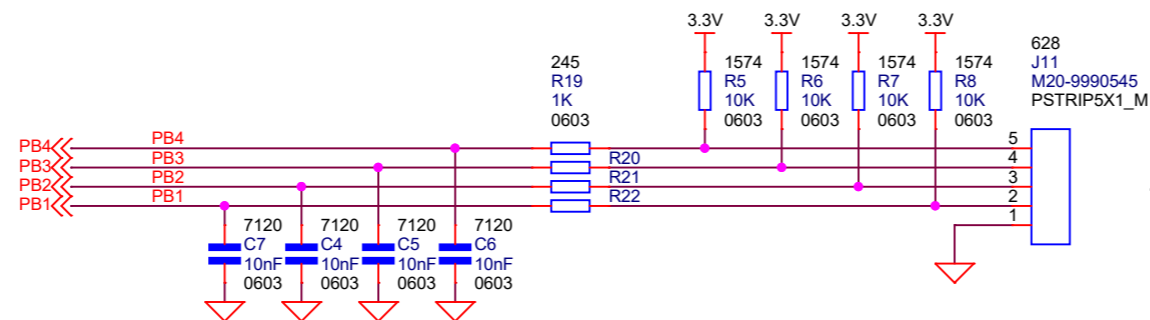 3.3V 3.3V 3.3V 3.3V
628
J11
M20-9990545
PSTRIP5X1_M
245
R19
1K
0603
1574
R5
10K
0603
1574
R6
10K
0603
1574
R7
10K
0603
1574
R8
10K
0603
PB4 PB4 5
PB3 PB3 R20 4
PB2 PB2 R21 3
PB1 PB1 R22 2
1
7120
C7
10nF
0603
7120
C4
10nF
0603
7120
C5
10nF
0603
7120
C6
10nF
0603